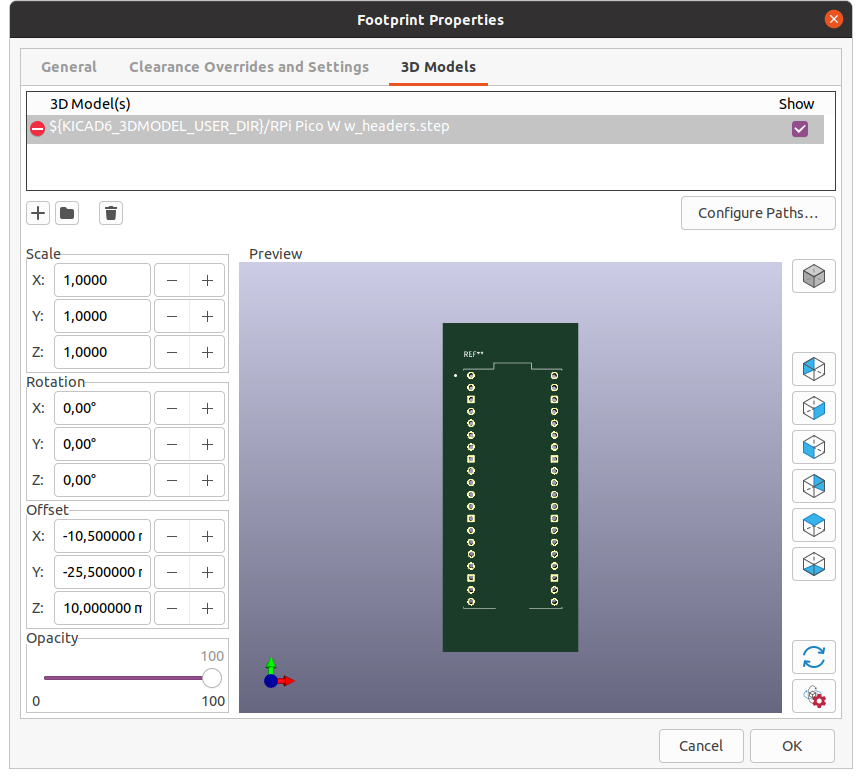 Footprint Properties
General Clearance Overrides and Settings 3D Models
3D Model(s) Show
${KICAD6_3DMODEL_USER_DIR}/RPi Pico W w_headers.step
Configure Paths...
Scale
X: 1,0000
Y: 1,0000
Z: 1,0000
Rotation
X: 0,00°
Y: 0,00°
Z: 0,00°
Offset
X: -10,500000
Y: -25,500000
Z: 10,000000
Opacity
100
0 100
Preview
REF**
Cancel OK